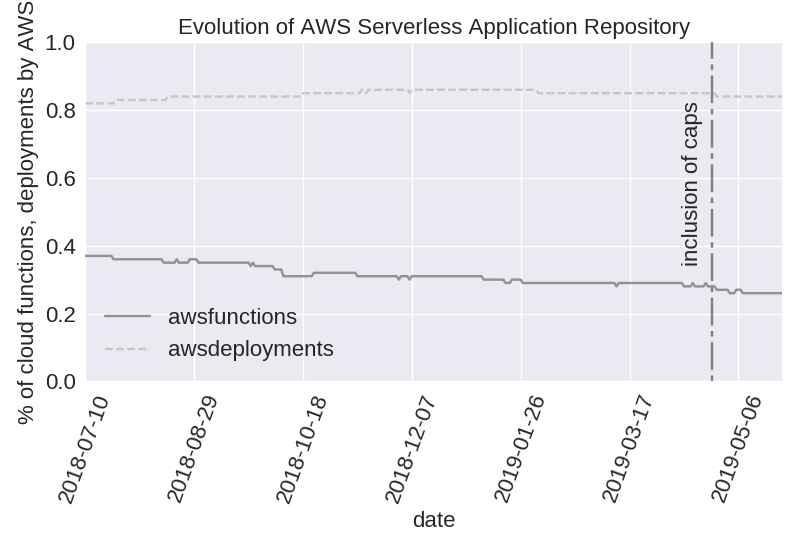 Evolution of AWS Serverless Application Repository
% of cloud functions, deployments by AWS
1.0
0.8
0.6
0.4
0.2
0.0
inclusion of caps
awsfunctions
awsdeployments
2018-07-10
2018-08-29
2018-10-18
2018-12-07
2019-01-26
2019-03-17
2019-05-06
date